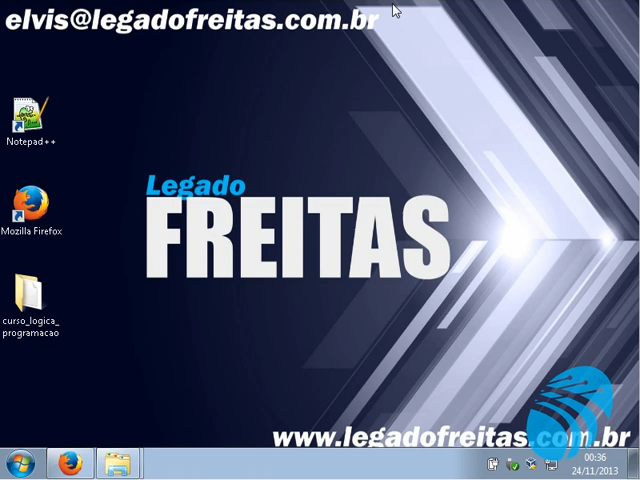 elvis@legadofreitas.com.br
Notepad++
Legado
FREITAS
Mozilla Firefox
curso_logica_
programacao
www.legadofreitas.com.br
00:36
24/11/2013